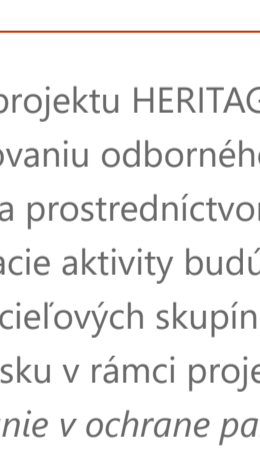 projektu HERITAG
ovaniu odborného
a prostredníctvo
acie aktivity budú
cieľových skupín
sku v rámci proje
nie v ochrane pa